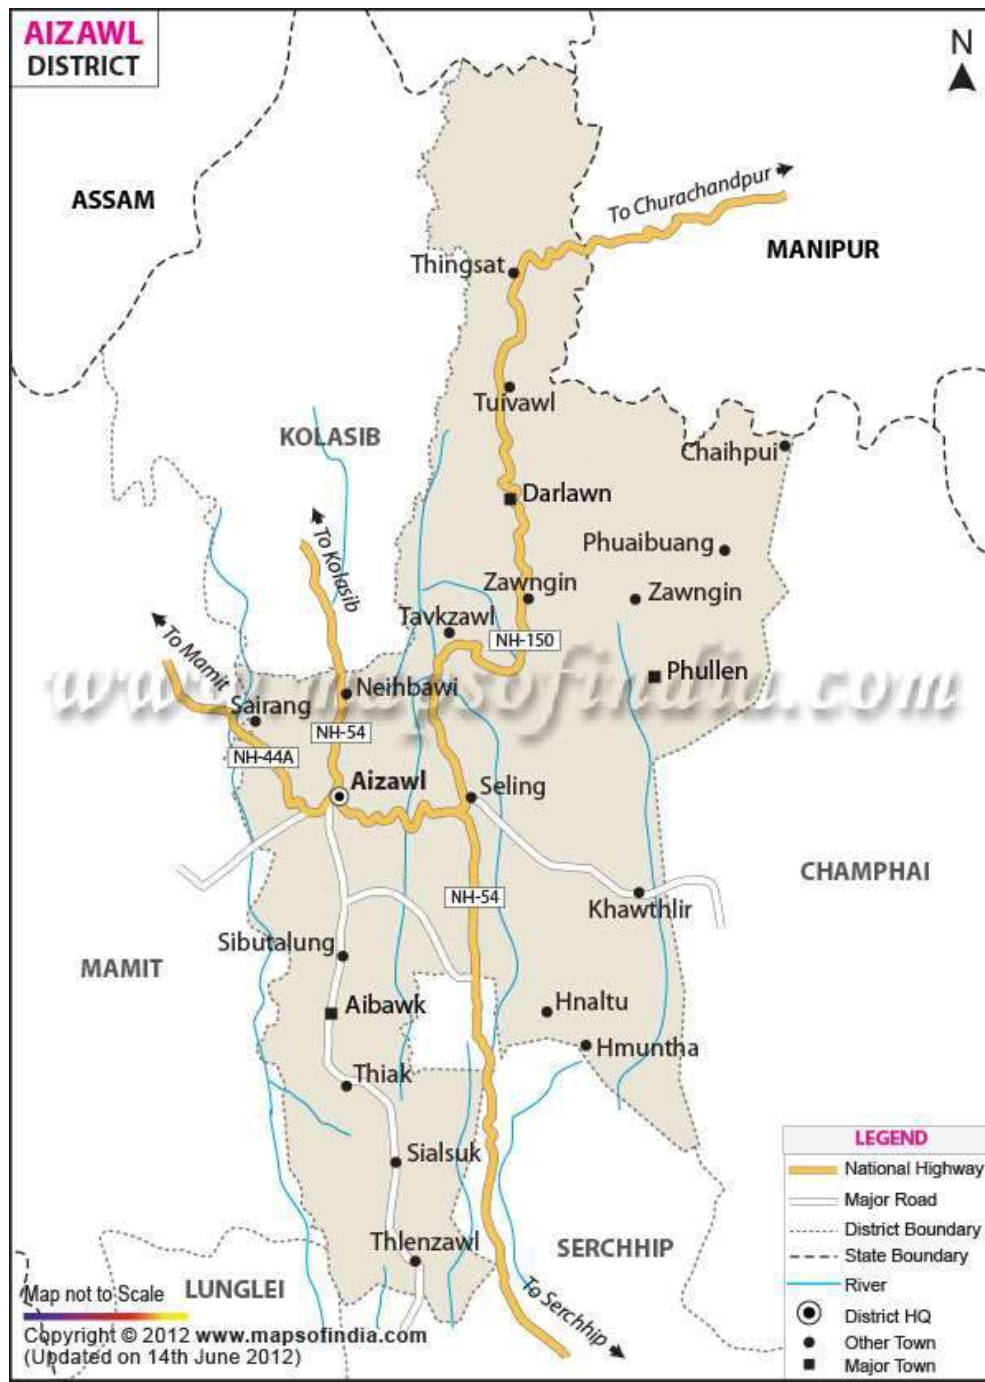 AIZAWL
DISTRICT
N
ASSAM
To Churachandpur
MANIPUR
Thingsat
Tuivawl
KOLASIB
Chaihpui
Darlawn
To Kolasib
Phuaibuang
Zawngin
Zawngin
Tavkzawl
NH-150
To Mamit
Phullen
www.mapsofindia.com
Neihbawi
Sairang
NH-54
NH-44A
Aizawl
Seling
CHAMPHAI
NH-54
Khawthlir
Sibutalung
MAMIT
Aibawk
Hnaltu
Hmuntha
Thiak
Sialsuk
Thlenzawl
SERCHHIP
LUNGLEI
To Serchhip
LEGEND
National Highway
Major Road
District Boundary
State Boundary
River
District HQ
Other Town
Major Town
Map not to Scale
Copyright © 2012 www.mapsofindia.com
(Updated on 14th June 2012)